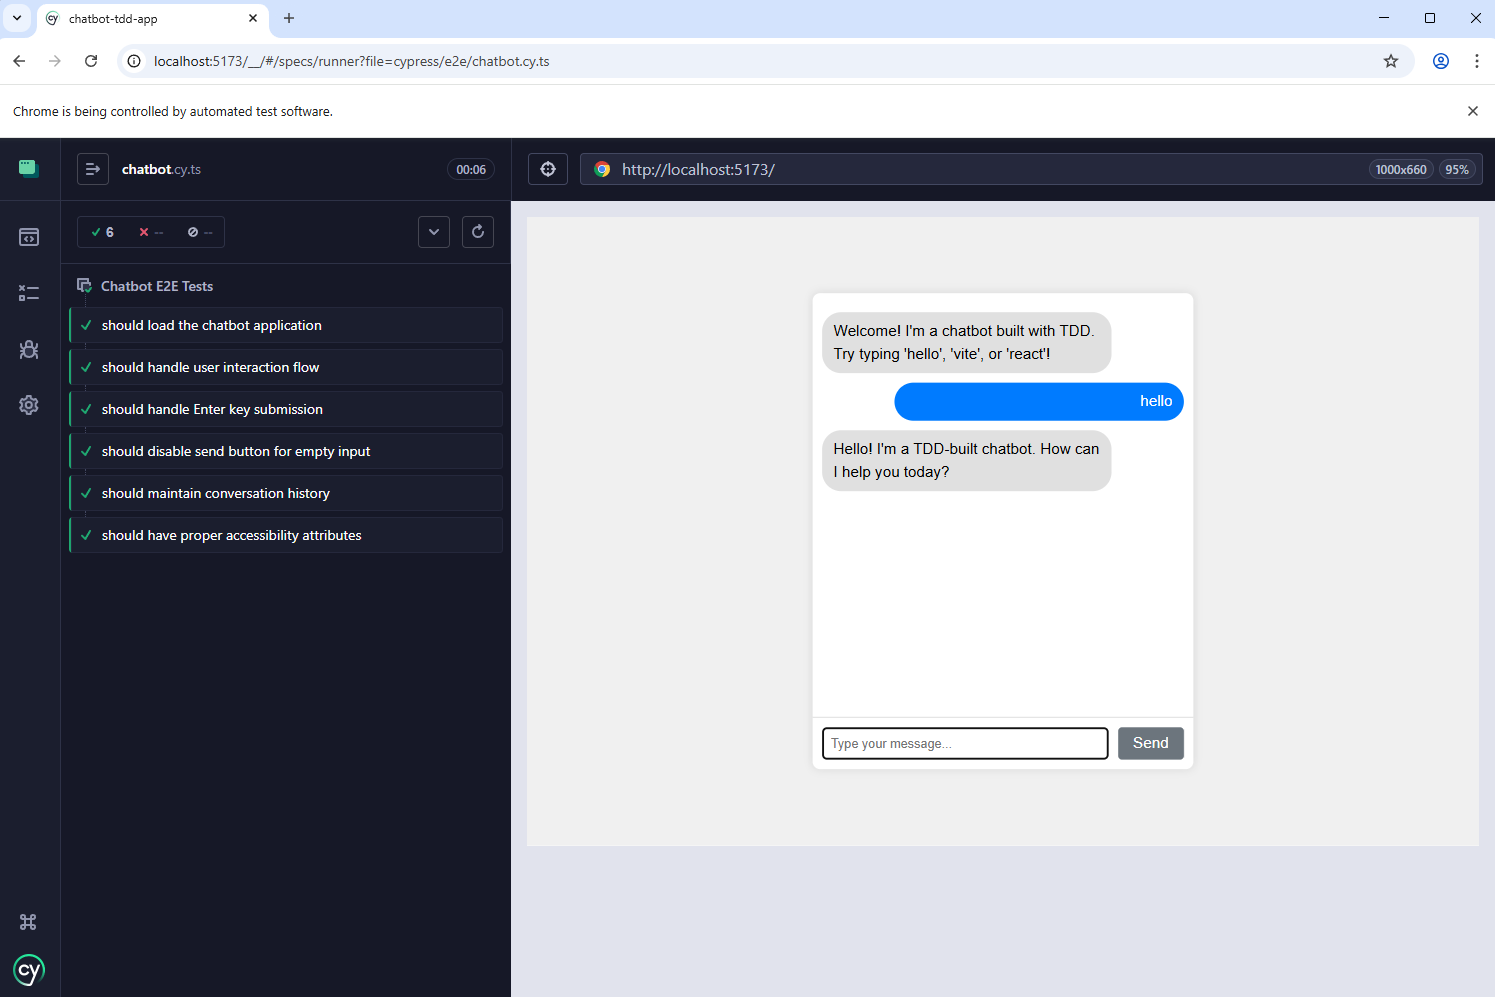 chatbot-tdd-app
localhost:5173/__/#/specs/runner?file=cypress/e2e/chatbot.cy.ts
Chrome is being controlled by automated test software.
chatbot.cy.ts
00:06
http://localhost:5173/
1000x660
95%
6 -- --
Chatbot E2E Tests
should load the chatbot application
should handle user interaction flow
should handle Enter key submission
should disable send button for empty input
should maintain conversation history
should have proper accessibility attributes
Welcome! I'm a chatbot built with TDD.
Try typing 'hello', 'vite', or 'react'!
hello
Hello! I'm a TDD-built chatbot. How can
I help you today?
Type your message...
Send
cy